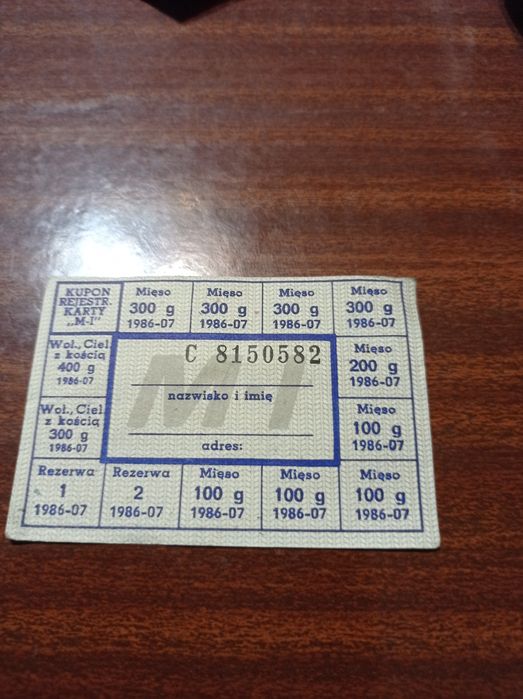 KUPON
REJESTR.
KARTY
„M-I"
Mięso
300 g
1986-07
Mięso
300 g
1986-07
Mięso
300 g
1986-07
Mięso
300 g
1986-07
Woł., Ciel.
z kością
400 g
1986-07
M I
C 8150582
nazwisko i imię
adres:
Mięso
200 g
1986-07
Woł., Ciel.
z kością
300 g
1986-07
Mięso
100 g
1986-07
Rezerwa
1
1986-07
Rezerwa
2
1986-07
Mięso
100 g
1986-07
Mięso
100 g
1986-07
Mięso
100 g
1986-07